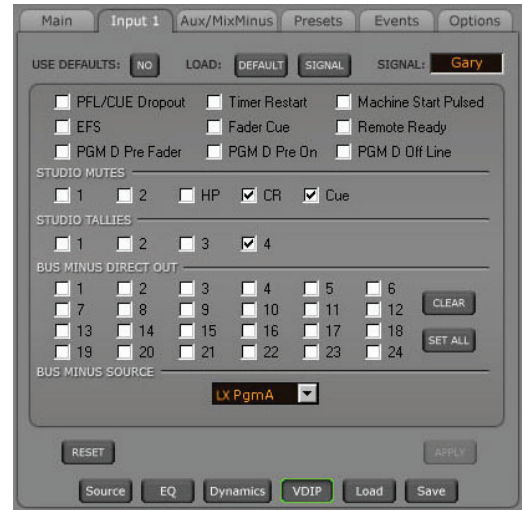 Main Input 1 Aux/MixMinus Presets Events Options
USE DEFAULTS: NO LOAD: DEFAULT SIGNAL SIGNAL: Gary
PFL/CUE Dropout Timer Restart Machine Start Pulsed
EFS Fader Cue Remote Ready
PGM D Pre Fader PGM D Pre On PGM D Off Line
STUDIO MUTES
1 2 HP CR Cue
STUDIO TALLIES
1 2 3 4
BUS MINUS DIRECT OUT
1 2 3 4 5 6
7 8 9 10 11 12 CLEAR
13 14 15 16 17 18
19 20 21 22 23 24 SET ALL
BUS MINUS SOURCE
LX PgmA
RESET APPLY
Source EQ Dynamics VDIP Load Save